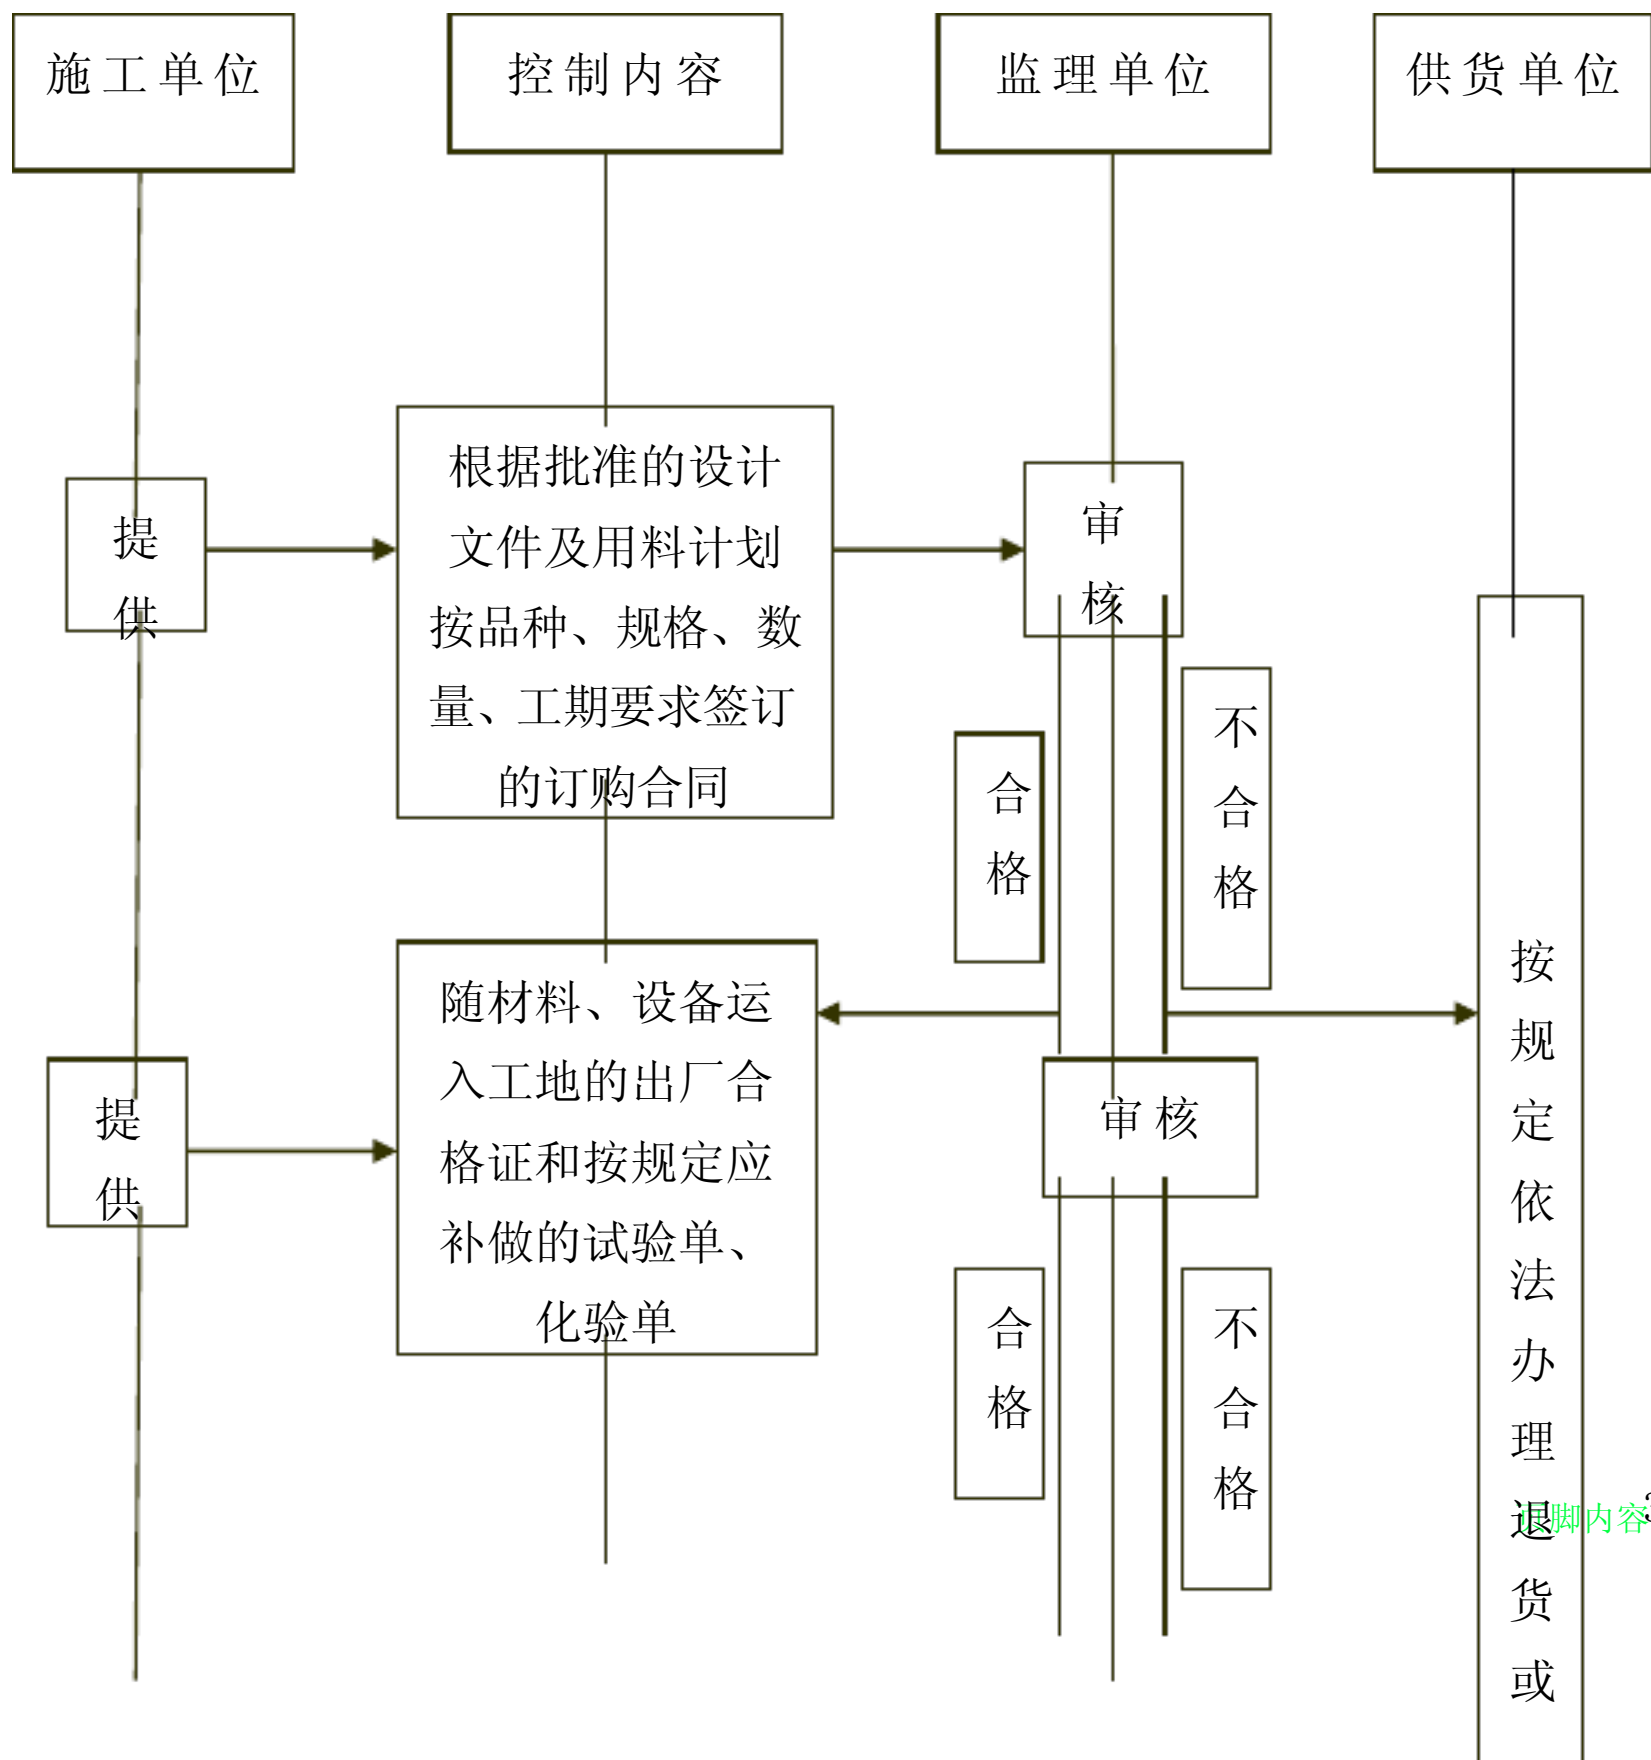 施工单位
控制内容
监理单位
供货单位
提
供
根据批准的设计
文件及用料计划
按品种、规格、数
量、工期要求签订
的订购合同
审
核
合
格
不
合
格
提
供
随材料、设备运
入工地的出厂合
格证和按规定应
补做的试验单、
化验单
审核
合
格
不
合
格
按
规
定
依
法
办
理
退
货
或
脚内容